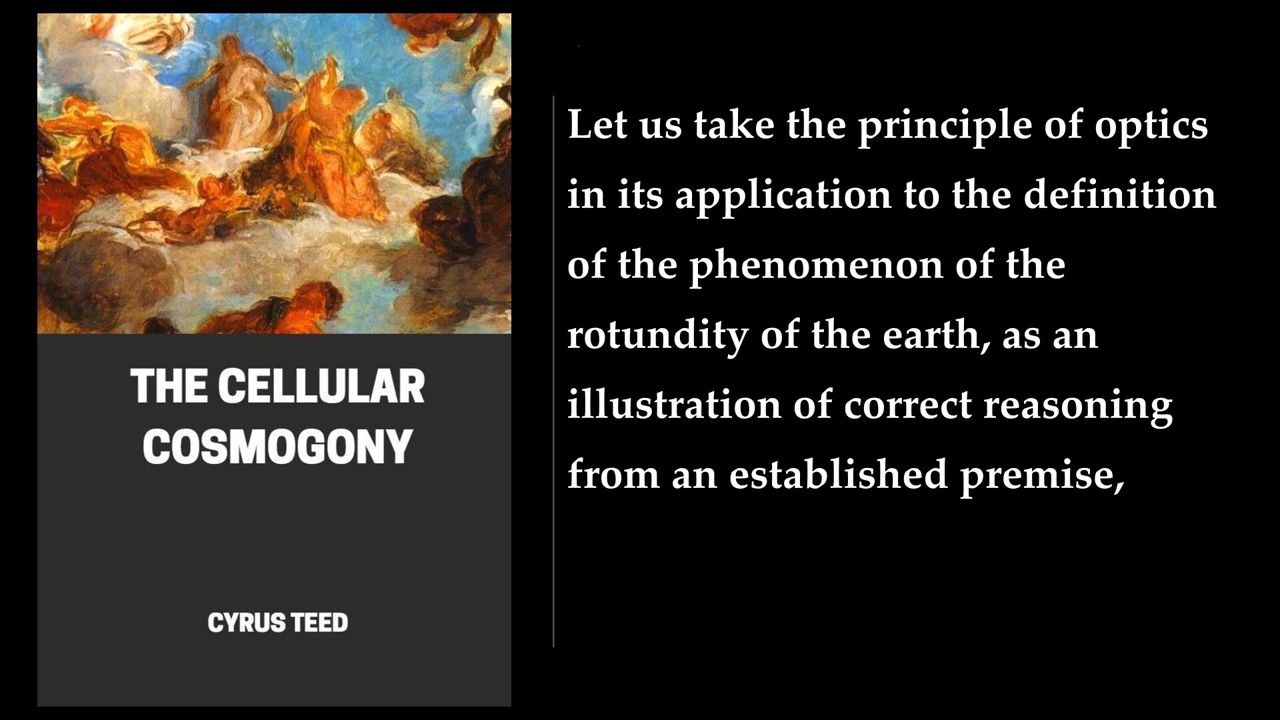 THE CELLULAR
COSMOGONY
CYRUS TEED
Let us take the principle of optics
in its application to the definition
of the phenomenon of the
rotundity of the earth, as an
illustration of correct reasoning
from an established premise,